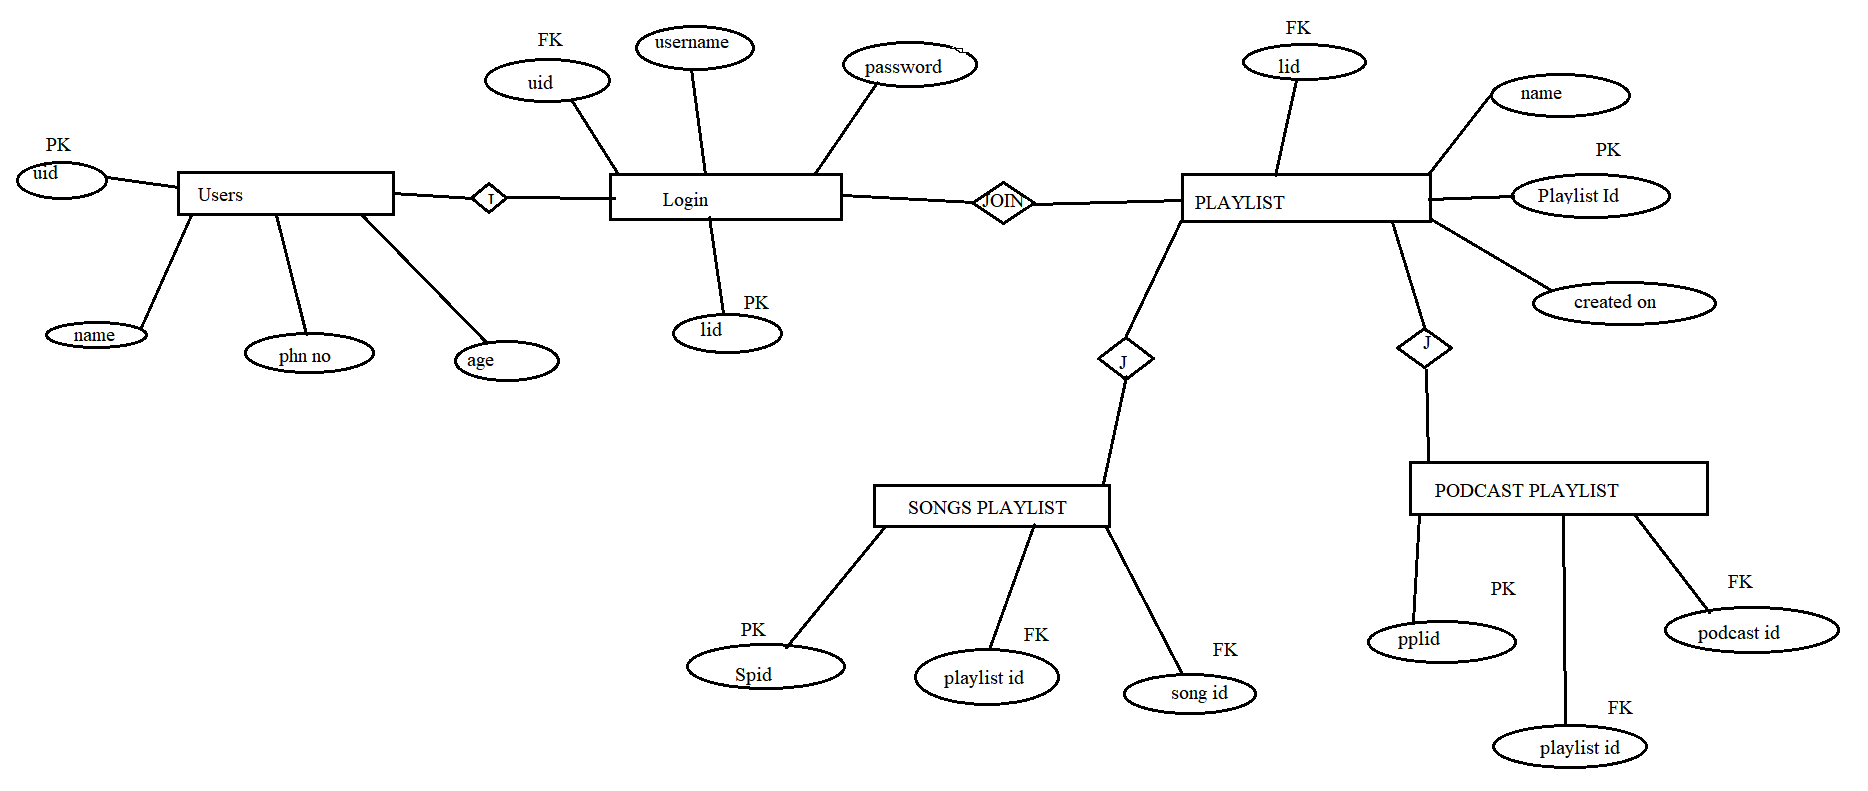 FK
username
FK
uid
password
lid
name
PK
PK
uid
Users
J
Login
JOIN
PLAYLIST
Playlist Id
PK
lid
created on
name
phn no
age
J
J
SONGS PLAYLIST
PODCAST PLAYLIST
PK
Spid
FK
playlist id
FK
song id
PK
pplid
FK
podcast id
FK
playlist id